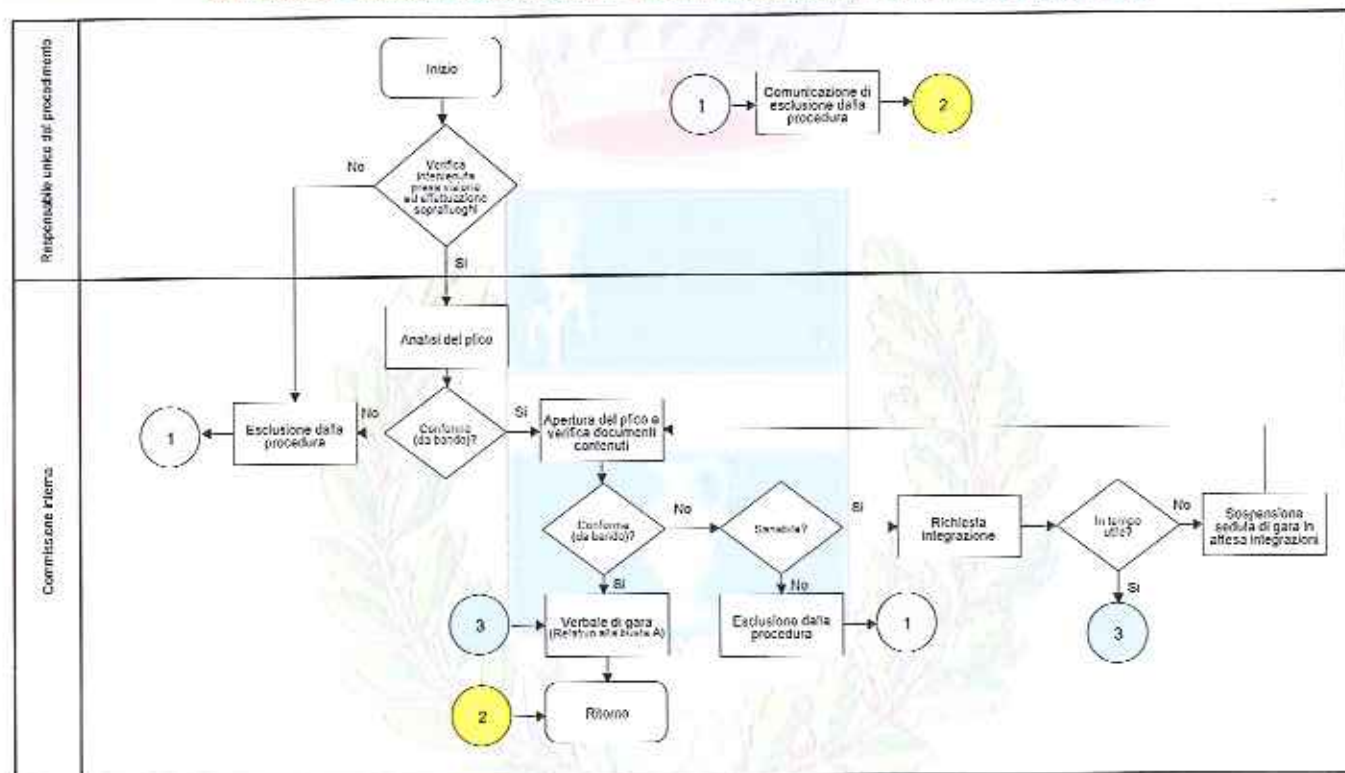 Responsabile unico del procedimento
Inizio
1
Comunicazione di
esclusione dalla
procedura
2
No
Verifica
intervenuta
presa visione
ed effettuazione
sopralluoghi
Si
Commissione interna
Analisi del plico
1
Esclusione dalla
procedura
No
Conforme
(da bando)?
Si
Apertura del plico e
verifica documenti
contenuti
Conforme
(da bando)?
No
Sanabile?
Si
Richiesta
integrazione
In tempo
utile?
No
Sospensione
seduta di gara in
attesa integrazioni
Si
No
Si
3
Verbale di gara
(Relativo alla busta A)
Esclusione dalla
procedura
1
3
2
Ritorno